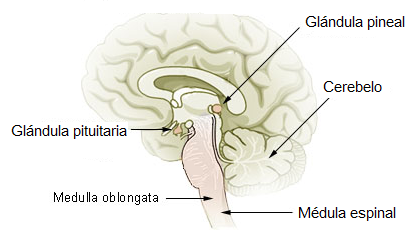 Glándula pineal
Cerebelo
Glándula pituitaria
Medulla oblongata
Médula espinal